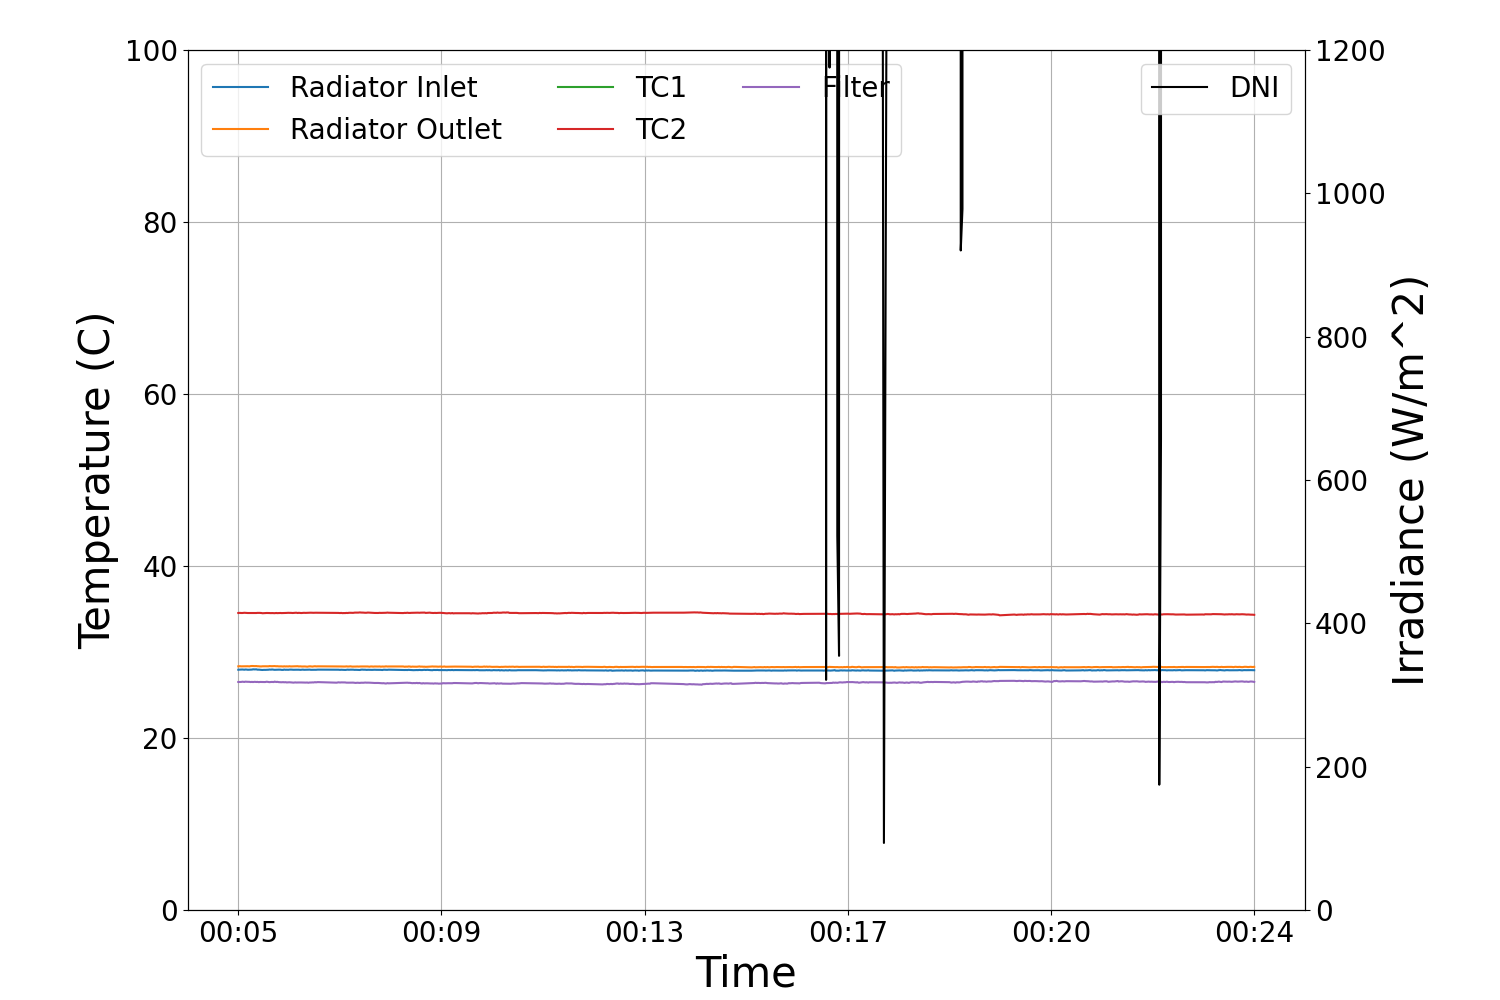 100
80
60
40
20
0
Temperature (C)
Radiator Inlet
Radiator Outlet
TC1
TC2
Filter
DNI
1200
1000
800
600
400
200
0
Irradiance (W/m^2)
00:05 00:09 00:13 00:17 00:20 00:24
Time